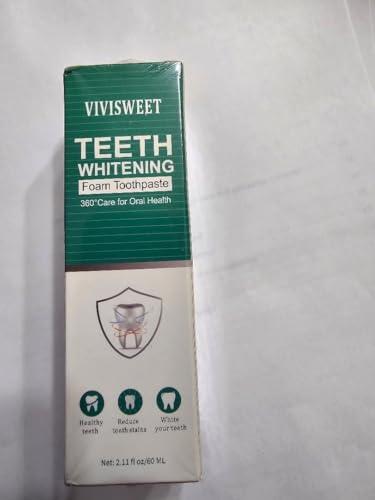 VIVISWEET
TEETH
WHITENING
Foam Toothpaste
360°Care for Oral Health
Healthy teeth
Reduce tooth stains
White your teeth
Net: 2.11 fl oz/60 ML